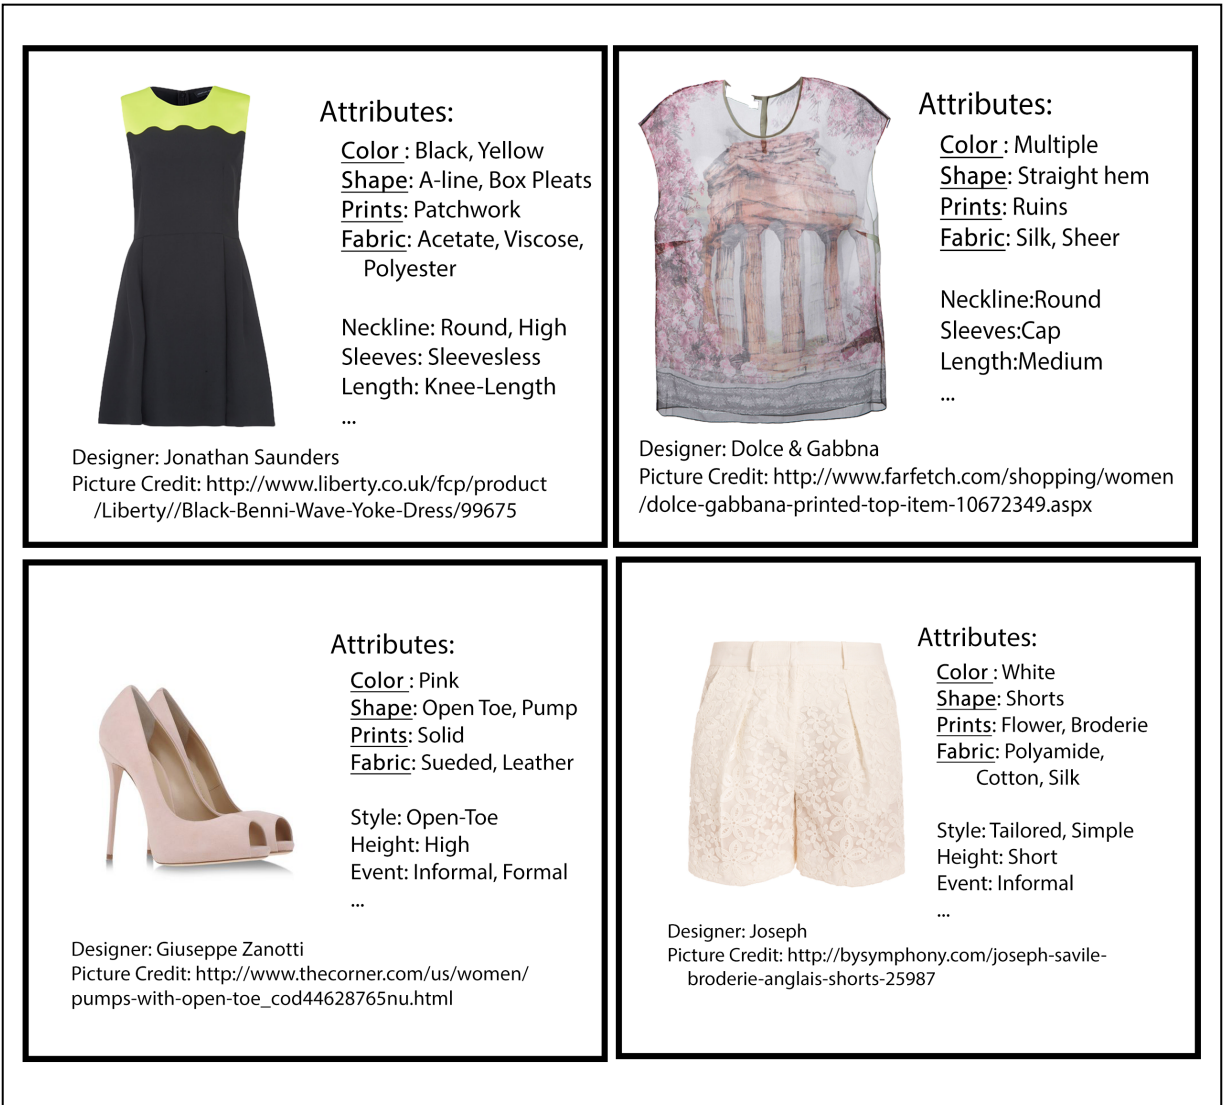 Attributes:
Color : Black, Yellow
Shape: A-line, Box Pleats
Prints: Patchwork
Fabric: Acetate, Viscose,
Polyester
Neckline: Round, High
Sleeves: Sleevesless
Length: Knee-Length
...
Designer: Jonathan Saunders
Picture Credit: http://www.liberty.co.uk/fcp/product
/Liberty//Black-Benni-Wave-Yoke-Dress/99675
Attributes:
Color : Multiple
Shape: Straight hem
Prints: Ruins
Fabric: Silk, Sheer
Neckline:Round
Sleeves:Cap
Length:Medium
...
Designer: Dolce & Gabbna
Picture Credit: http://www.farfetch.com/shopping/women
/dolce-gabbana-printed-top-item-10672349.aspx
Attributes:
Color : Pink
Shape: Open Toe, Pump
Prints: Solid
Fabric: Sueded, Leather
Style: Open-Toe
Height: High
Event: Informal, Formal
...
Designer: Giuseppe Zanotti
Picture Credit: http://www.thecorner.com/us/women/
pumps-with-open-toe_cod44628765nu.html
Attributes:
Color : White
Shape: Shorts
Prints: Flower, Broderie
Fabric: Polyamide,
Cotton, Silk
Style: Tailored, Simple
Height: Short
Event: Informal
...
Designer: Joseph
Picture Credit: http://bysymphony.com/joseph-savile-
broderie-anglais-shorts-25987